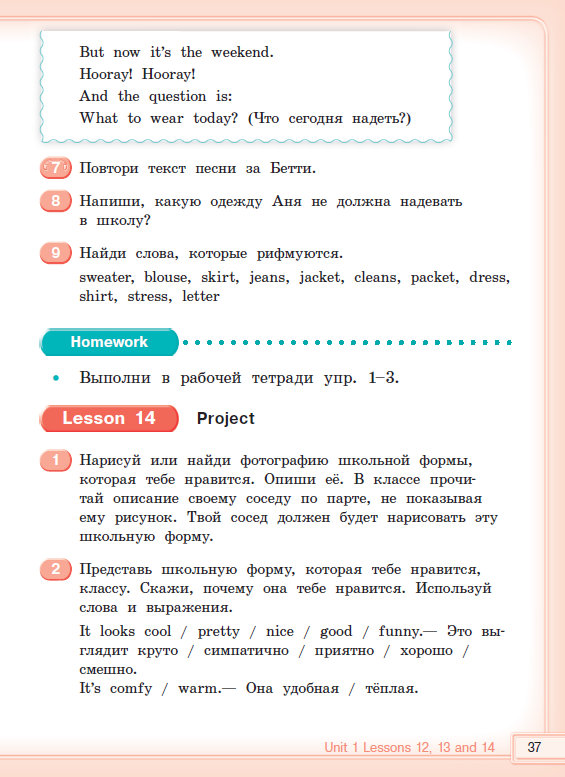 But now it's the weekend.
Hooray! Hooray!
And the question is:
What to wear today? (Что сегодня надеть?)
7 Повтори текст песни за Бетти.
8 Напиши, какую одежду Аня не должна надевать
в школу?
9 Найди слова, которые рифмуются.
sweater, blouse, skirt, jeans, jacket, cleans, packet, dress,
shirt, stress, letter
Homework
• Выполни в рабочей тетради упр. 1–3.
Lesson 14 Project
1 Нарисуй или найди фотографию школьной формы,
которая тебе нравится. Опиши её. В классе прочи-
тай описание своему соседу по парте, не показывая
ему рисунок. Твой сосед должен будет нарисовать эту
школьную форму.
2 Представь школьную форму, которая тебе нравится,
классу. Скажи, почему она тебе нравится. Используй
слова и выражения.
It looks cool / pretty / nice / good / funny.— Это вы-
глядит круто / симпатично / приятно / хорошо /
смешно.
It's comfy / warm.— Она удобная / тёплая.
Unit 1 Lessons 12, 13 and 14 37